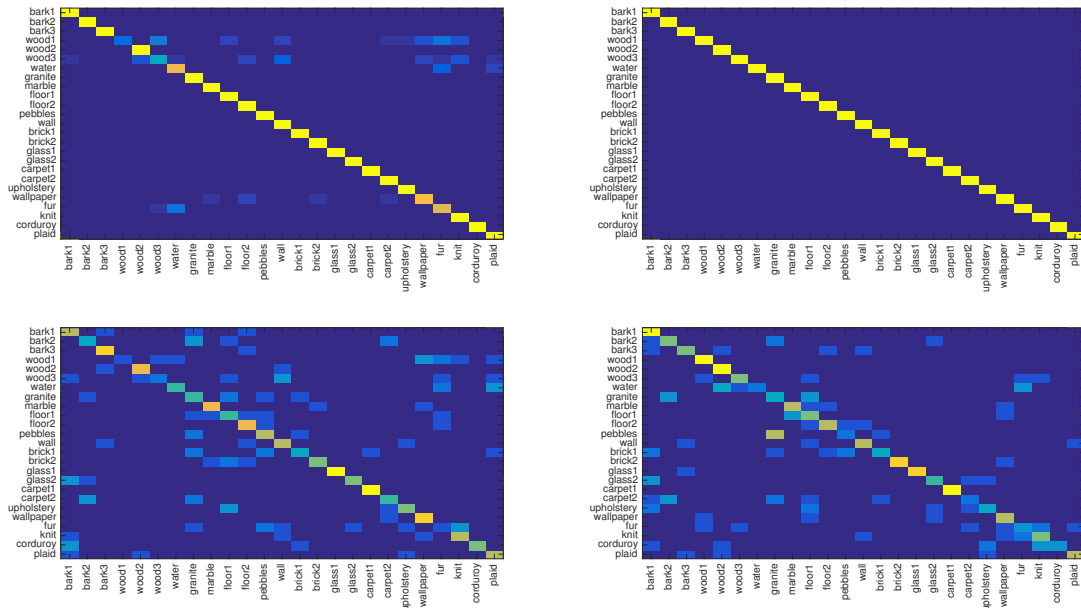 bark1
bark2
bark3
wood1
wood2
wood3
water
granite
marble
floor1
floor2
pebbles
wall
brick1
brick2
glass1
glass2
carpet1
carpet2
upholstery
wallpaper
fur
knit
corduroy
plaid
bark1
bark2
bark3
wood1
wood2
wood3
water
granite
marble
floor1
floor2
pebbles
wall
brick1
brick2
glass1
glass2
carpet1
carpet2
upholstery
wallpaper
fur
knit
corduroy
plaid
bark1
bark2
bark3
wood1
wood2
wood3
water
granite
marble
floor1
floor2
pebbles
wall
brick1
brick2
glass1
glass2
carpet1
carpet2
upholstery
wallpaper
fur
knit
corduroy
plaid
bark1
bark2
bark3
wood1
wood2
wood3
water
granite
marble
floor1
floor2
pebbles
wall
brick1
brick2
glass1
glass2
carpet1
carpet2
upholstery
wallpaper
fur
knit
corduroy
plaid
bark1
bark2
bark3
wood1
wood2
wood3
water
granite
marble
floor1
floor2
pebbles
wall
brick1
brick2
glass1
glass2
carpet1
carpet2
upholstery
wallpaper
fur
knit
corduroy
plaid
bark1
bark2
bark3
wood1
wood2
wood3
water
granite
marble
floor1
floor2
pebbles
wall
brick1
brick2
glass1
glass2
carpet1
carpet2
upholstery
wallpaper
fur
knit
corduroy
plaid
bark1
bark2
bark3
wood1
wood2
wood3
water
granite
marble
floor1
floor2
pebbles
wall
brick1
brick2
glass1
glass2
carpet1
carpet2
upholstery
wallpaper
fur
knit
corduroy
plaid
bark1
bark2
bark3
wood1
wood2
wood3
water
granite
marble
floor1
floor2
pebbles
wall
brick1
brick2
glass1
glass2
carpet1
carpet2
upholstery
wallpaper
fur
knit
corduroy
plaid